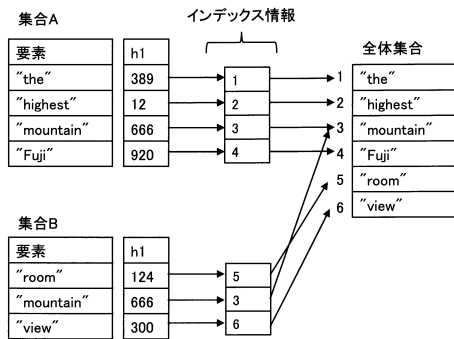 集合A
インデックス情報
全体集合
要素 h1
"the" 389 1 1 "the"
"highest" 12 2 2 "highest"
"mountain" 666 3 3 "mountain"
"Fuji" 920 4 4 "Fuji"
5 "room"
6 "view"
集合B
要素 h1
"room" 124 5
"mountain" 666 3
"view" 300 6